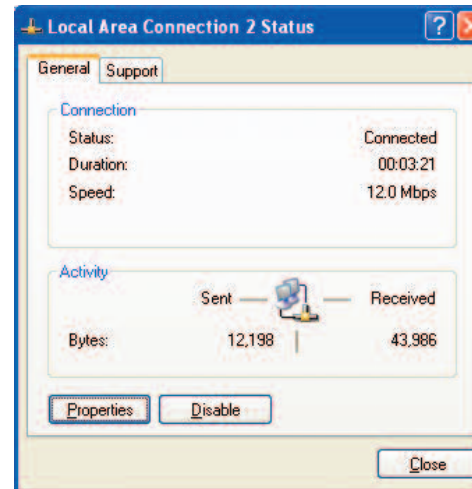 Local Area Connection 2 Status
General Support
Connection
Status: Connected
Duration: 00:03:21
Speed: 12.0 Mbps
Activity
Sent Received
Bytes: 12,198 43,986
Properties Disable
Close